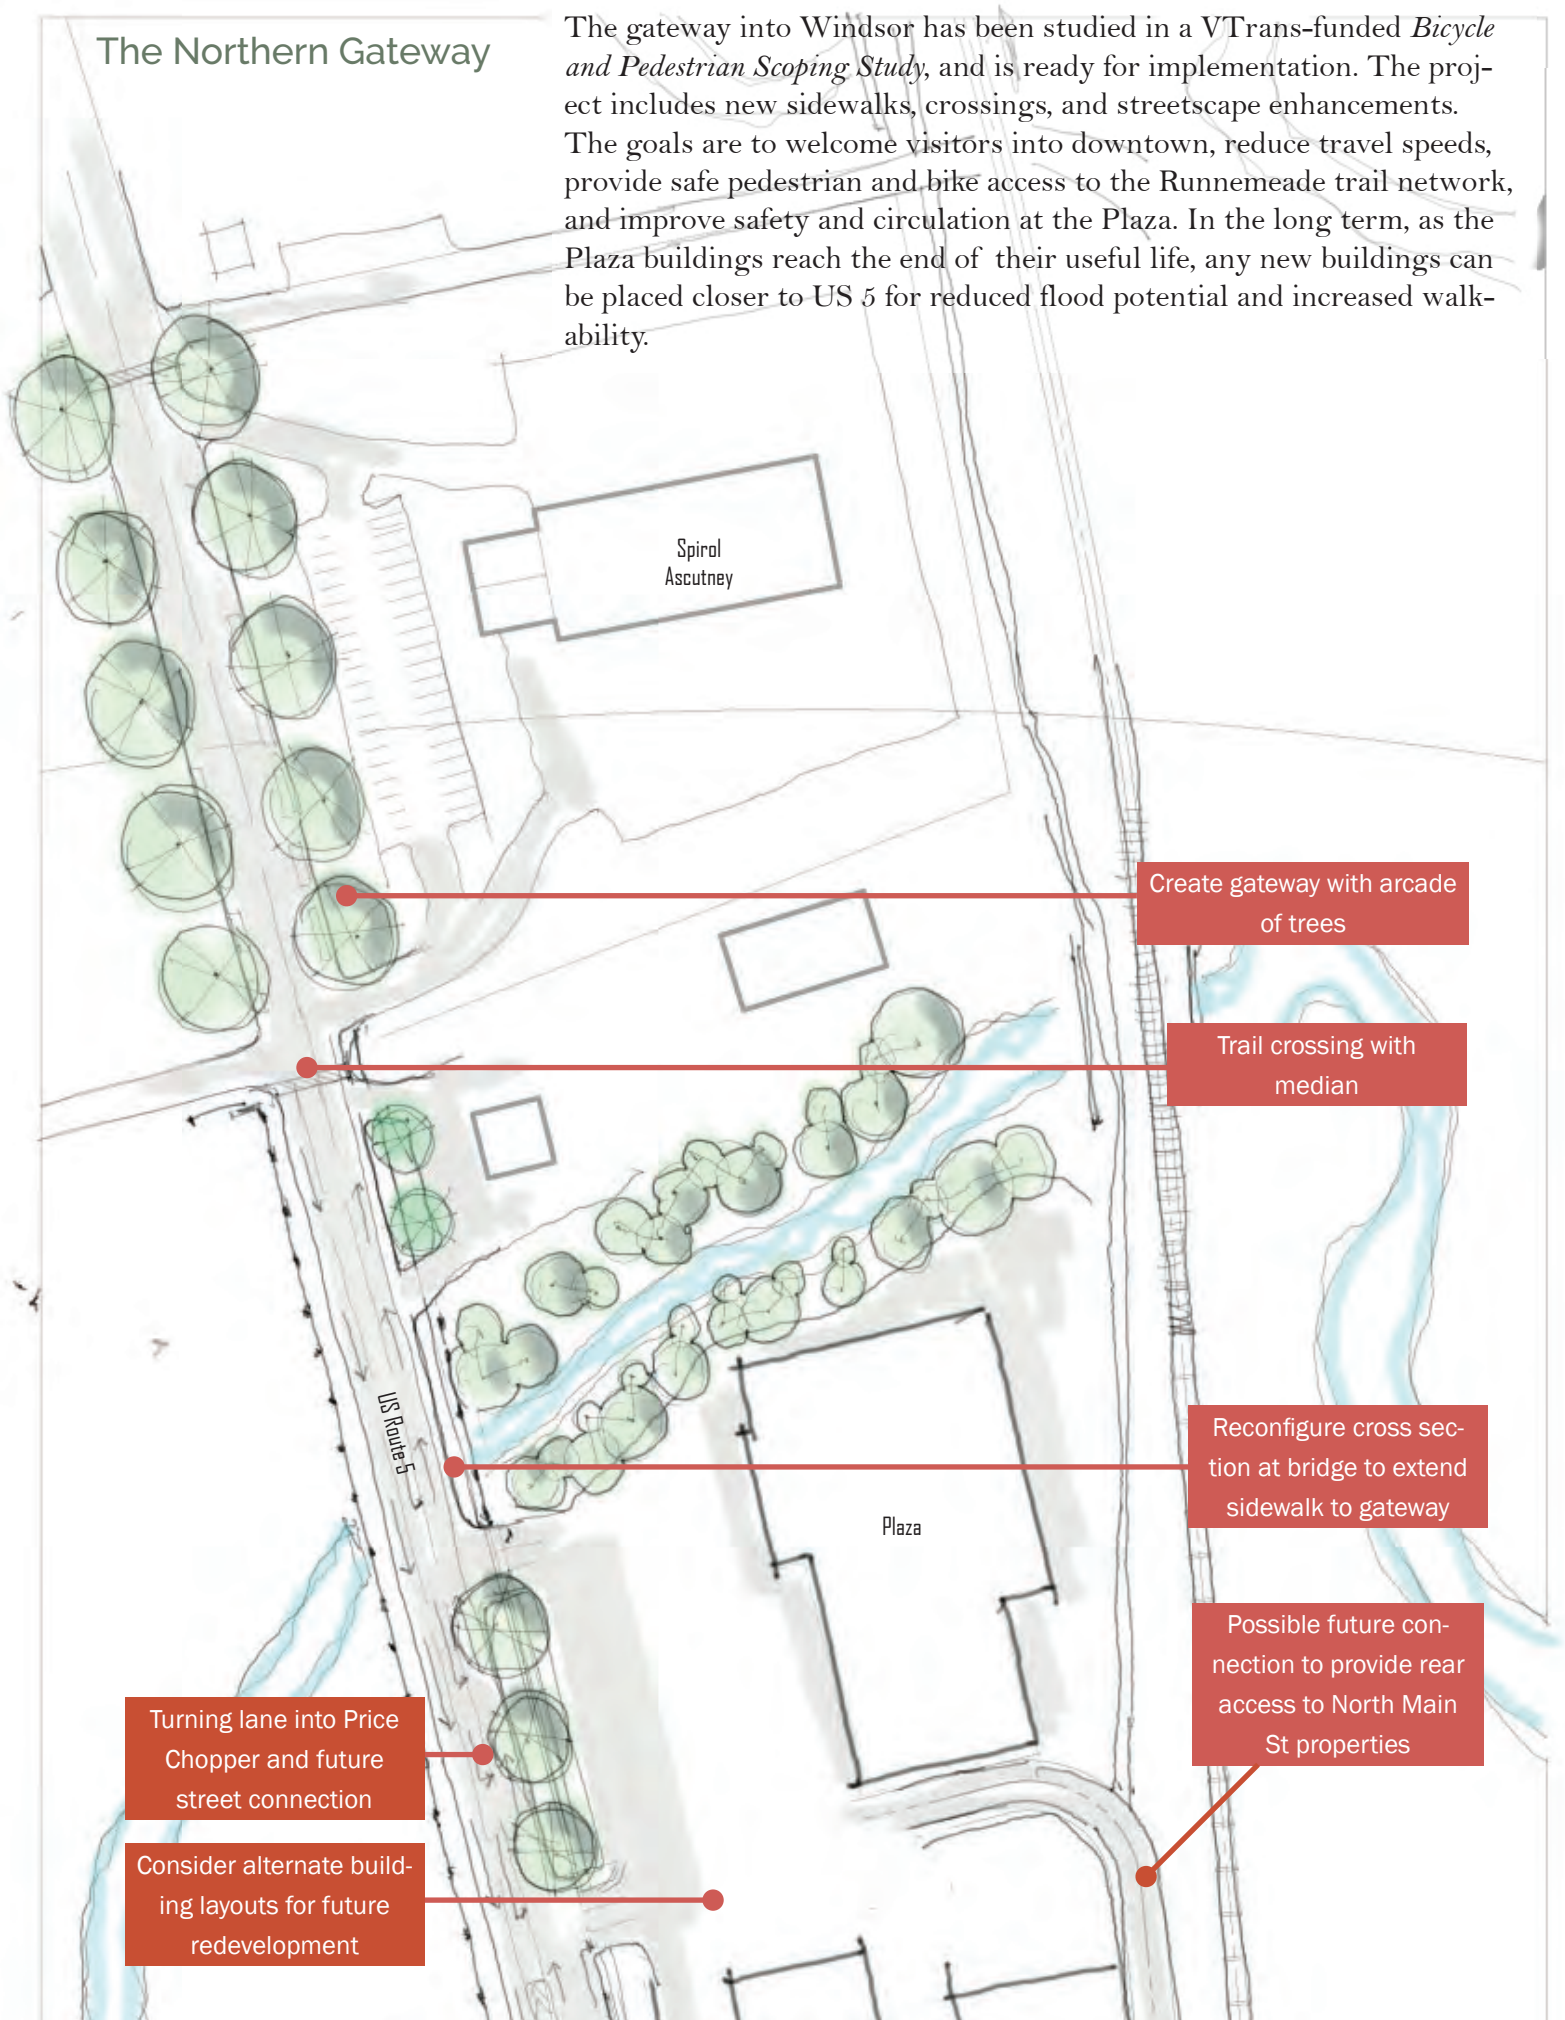 The Northern Gateway
The gateway into Windsor has been studied in a VTrans-funded Bicycle
and Pedestrian Scoping Study, and is ready for implementation. The proj-
ect includes new sidewalks, crossings, and streetscape enhancements.
The goals are to welcome visitors into downtown, reduce travel speeds,
provide safe pedestrian and bike access to the Runnemeade trail network,
and improve safety and circulation at the Plaza. In the long term, as the
Plaza buildings reach the end of their useful life, any new buildings can
be placed closer to US 5 for reduced flood potential and increased walk-
ability.
Spirol
Ascutney
Create gateway with arcade
of trees
Trail crossing with
median
US Route 5
Reconfigure cross sec-
tion at bridge to extend
sidewalk to gateway
Plaza
Possible future con-
nection to provide rear
access to North Main
St properties
Turning lane into Price
Chopper and future
street connection
Consider alternate build-
ing layouts for future
redevelopment